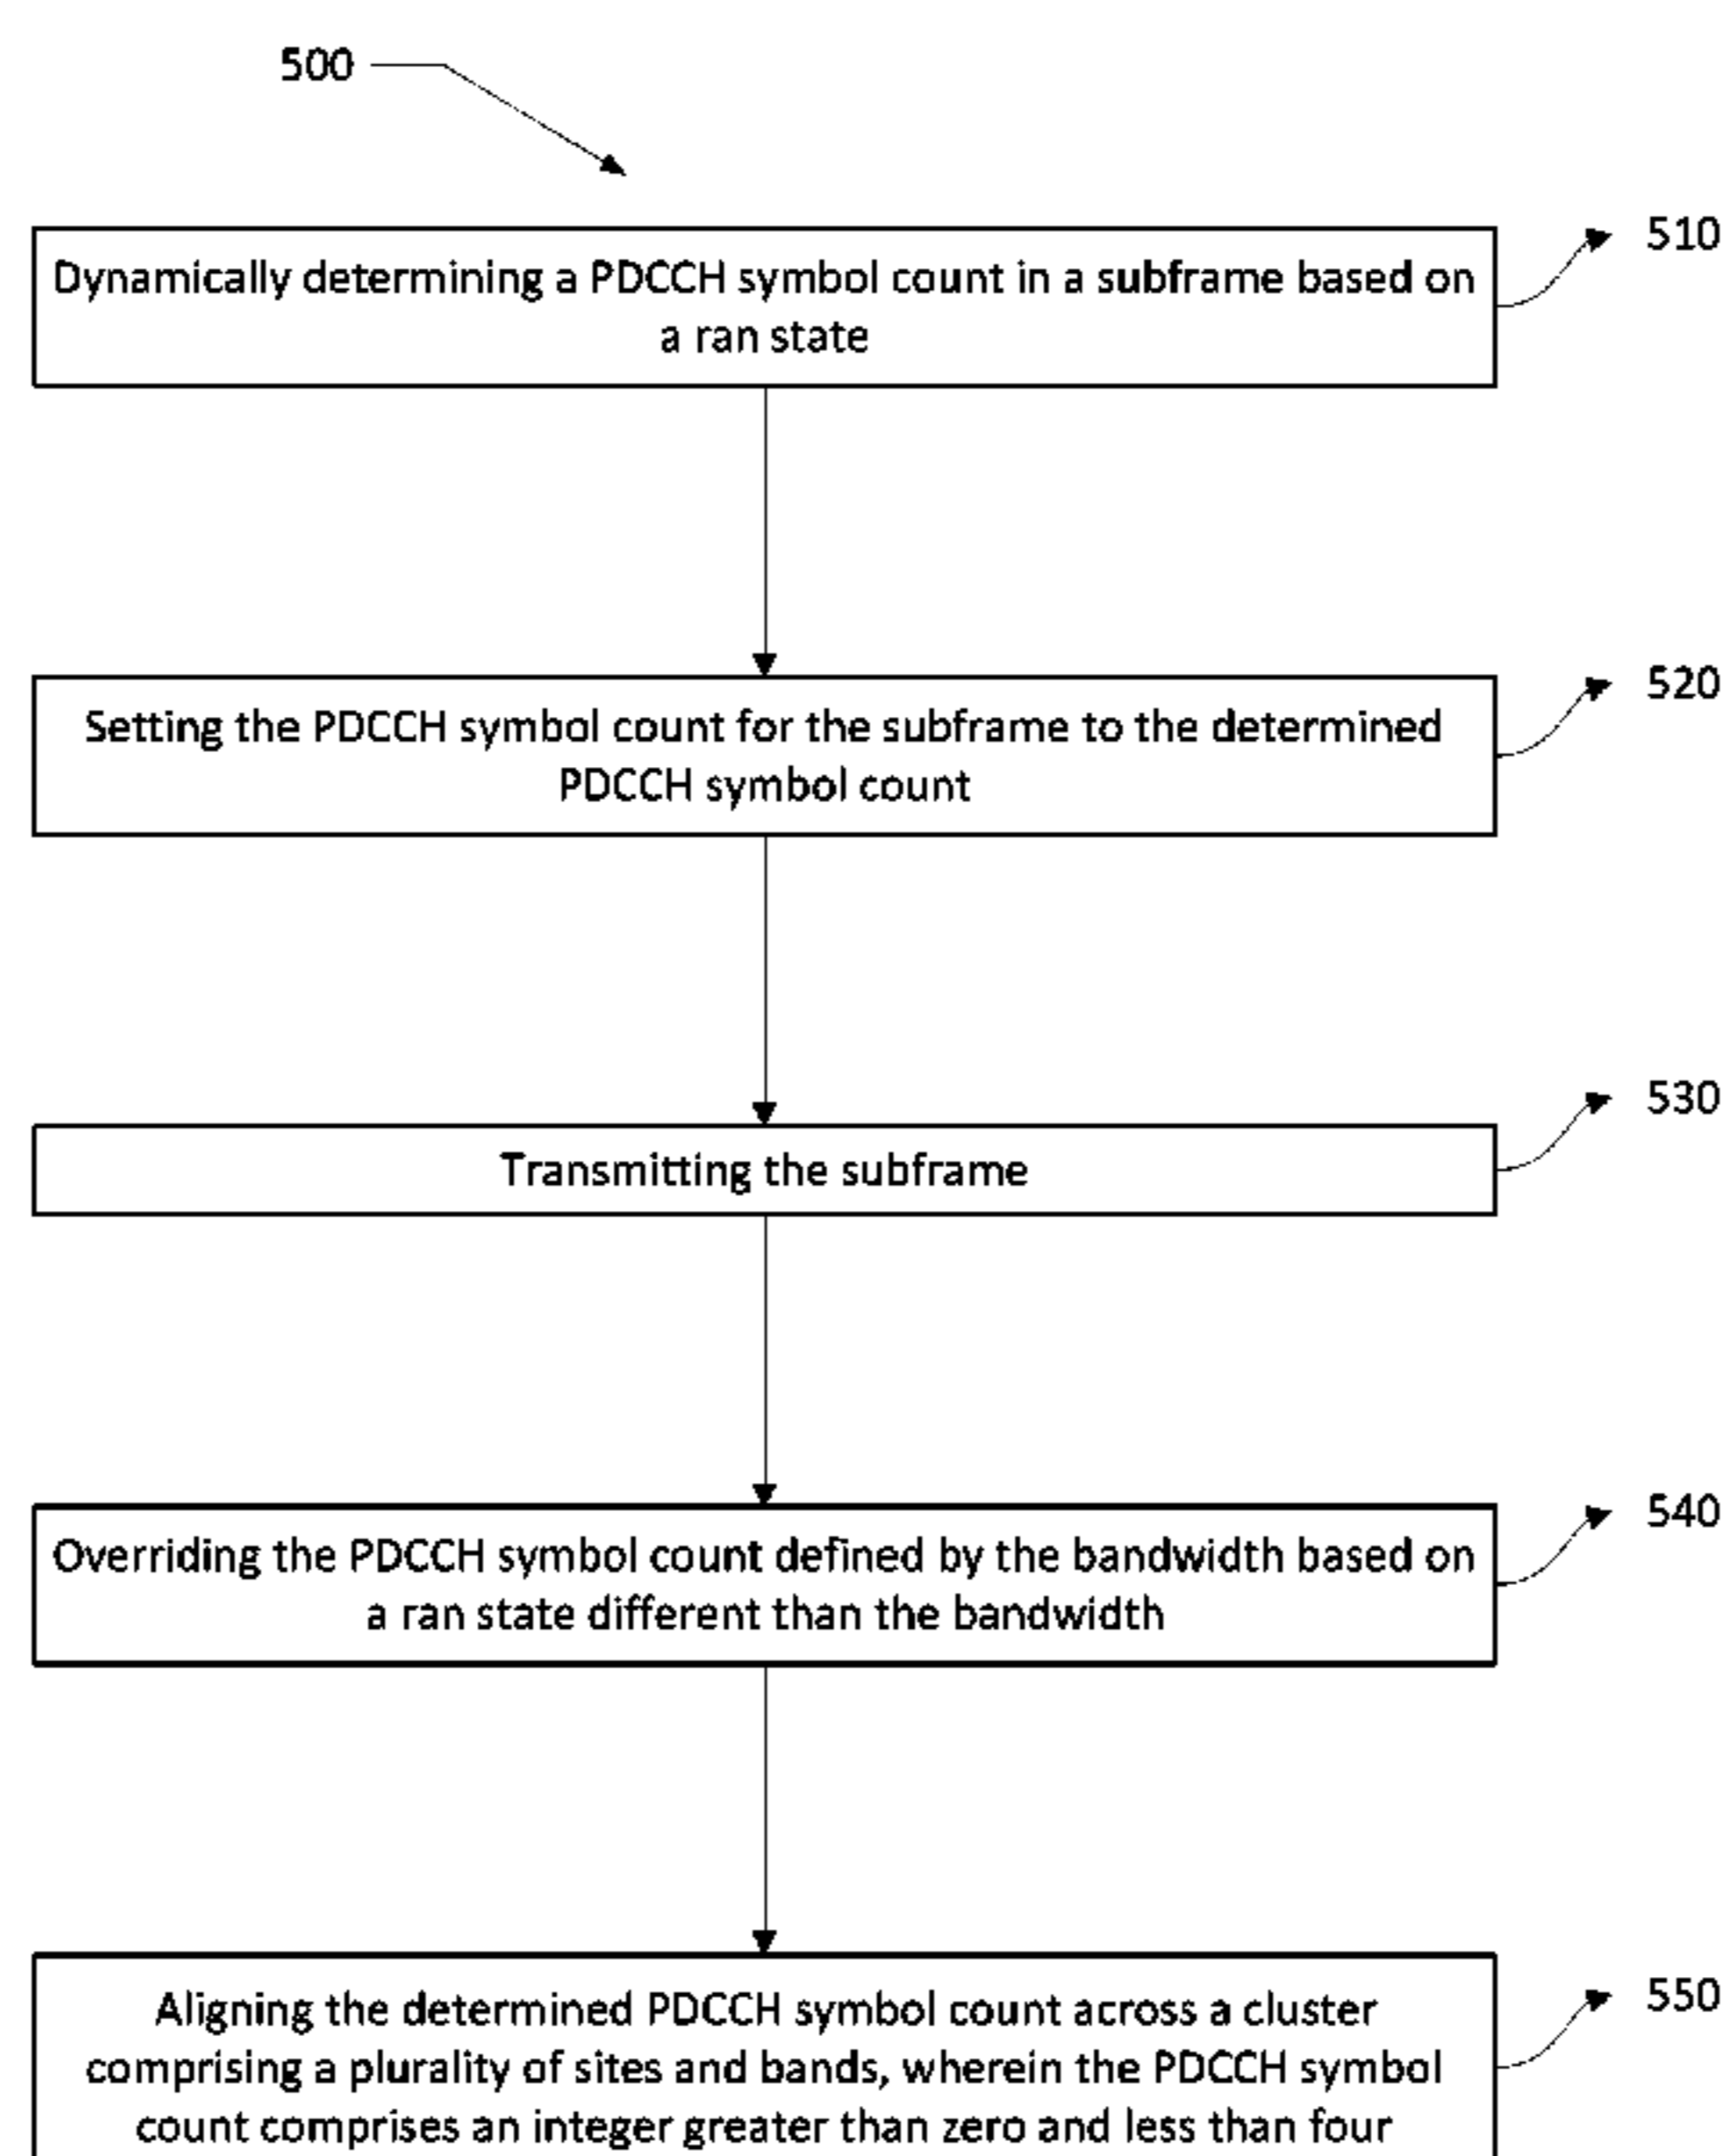 500
510
Dynamically determining a PDCCH symbol count in a subframe based on
a ran state
520
Setting the PDCCH symbol count for the subframe to the determined
PDCCH symbol count
530
Transmitting the subframe
540
Overriding the PDCCH symbol count defined by the bandwidth based on
a ran state different than the bandwidth
550
Aligning the determined PDCCH symbol count across a cluster
comprising a plurality of sites and bands, wherein the PDCCH symbol
count comprises an integer greater than zero and less than four